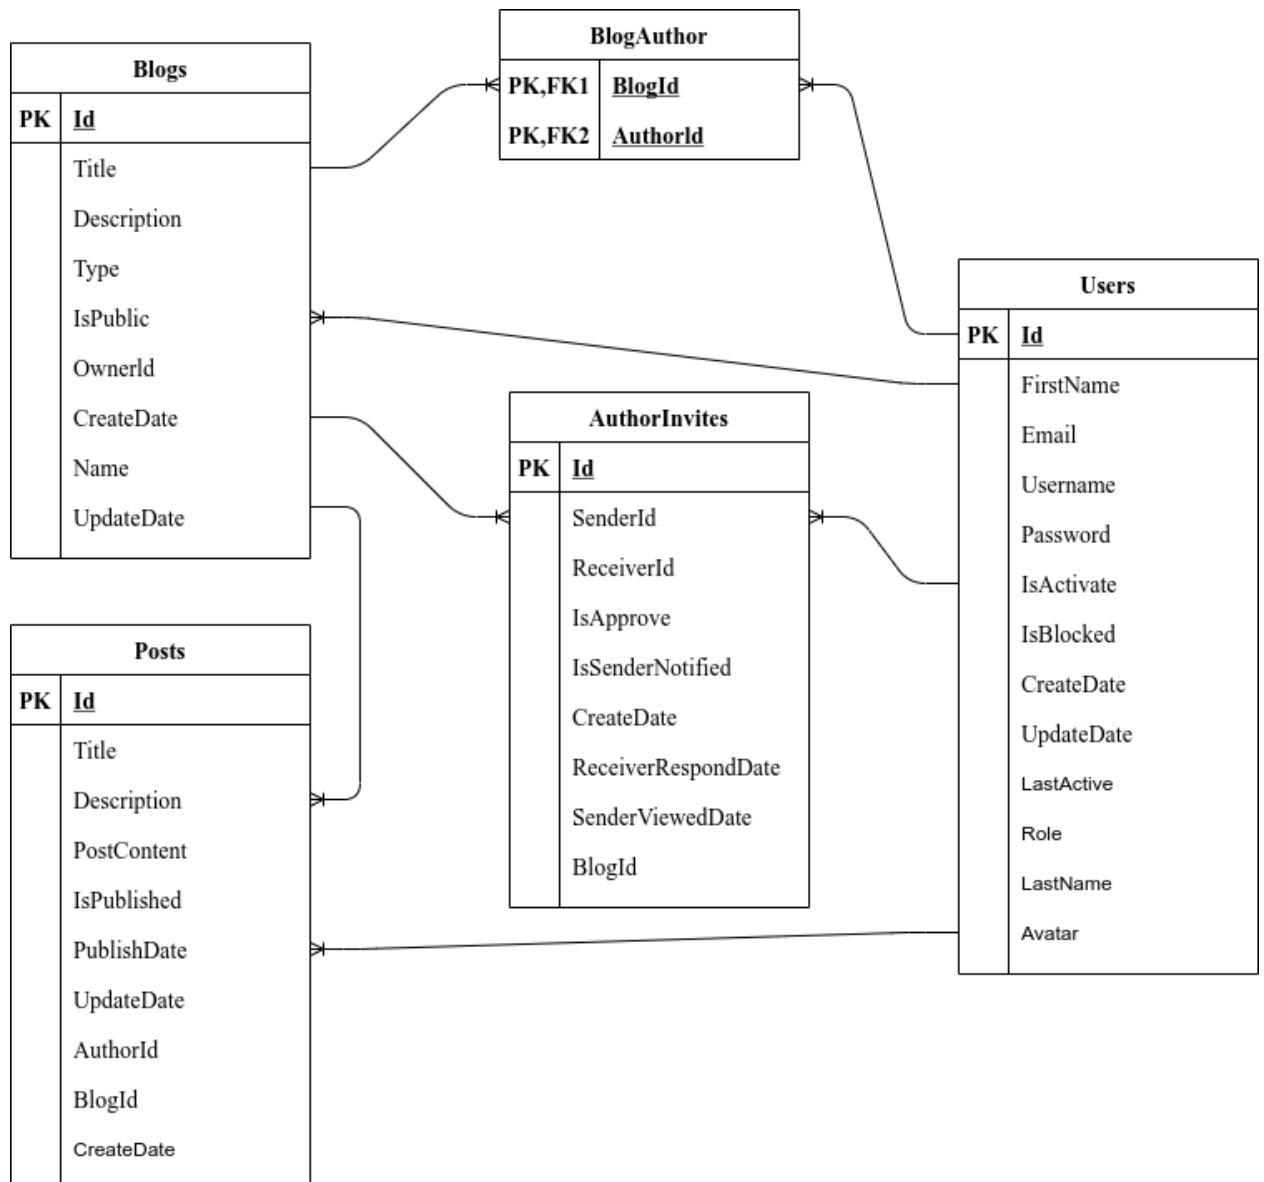 BlogAuthor
PK,FK1 BlogId
PK,FK2 AuthorId
Blogs
PK Id
Title
Description
Type
IsPublic
OwnerId
CreateDate
Name
UpdateDate
Users
PK Id
FirstName
Email
Username
Password
IsActivate
IsBlocked
CreateDate
UpdateDate
LastActive
Role
LastName
Avatar
AuthorInvites
PK Id
SenderId
ReceiverId
IsApprove
IsSenderNotified
CreateDate
ReceiverRespondDate
SenderViewedDate
BlogId
Posts
PK Id
Title
Description
PostContent
IsPublished
PublishDate
UpdateDate
AuthorId
BlogId
CreateDate